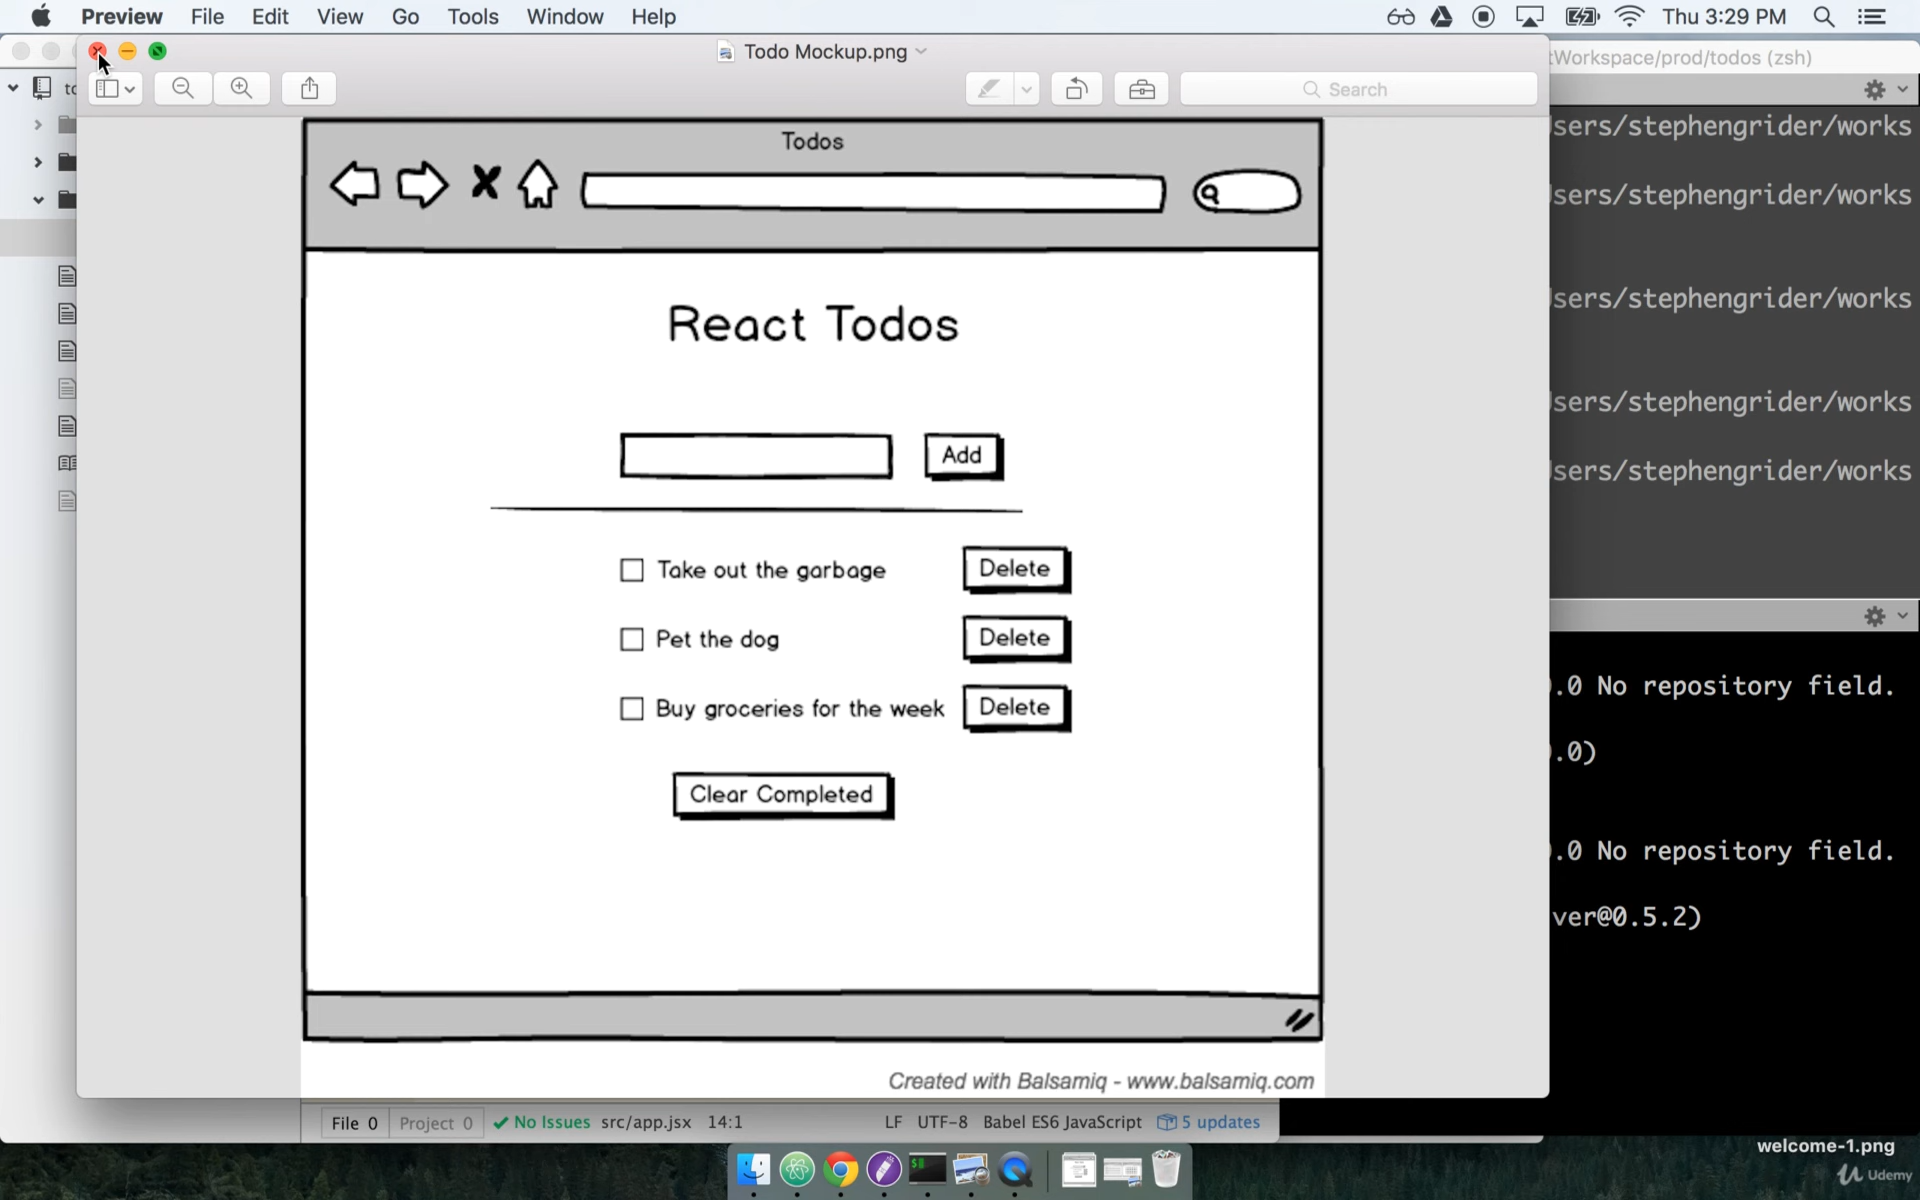 Preview File Edit View Go Tools Window Help Thu 3:29 PM
Todo Mockup.png
Workspace/prod/todos (zsh)
Search
Todos
React Todos
Add
Take out the garbage Delete
Pet the dog Delete
Buy groceries for the week Delete
Clear Completed
Created with Balsamiq - www.balsamiq.com
sers/stephengrider/works
sers/stephengrider/works
sers/stephengrider/works
sers/stephengrider/works
sers/stephengrider/works
.0 No repository field.
.0)
.0 No repository field.
ver@0.5.2)
File 0 Project 0 No Issues src/app.jsx 14:1 LF UTF-8 Babel ES6 JavaScript 5 updates
welcome-1.png
Udemy